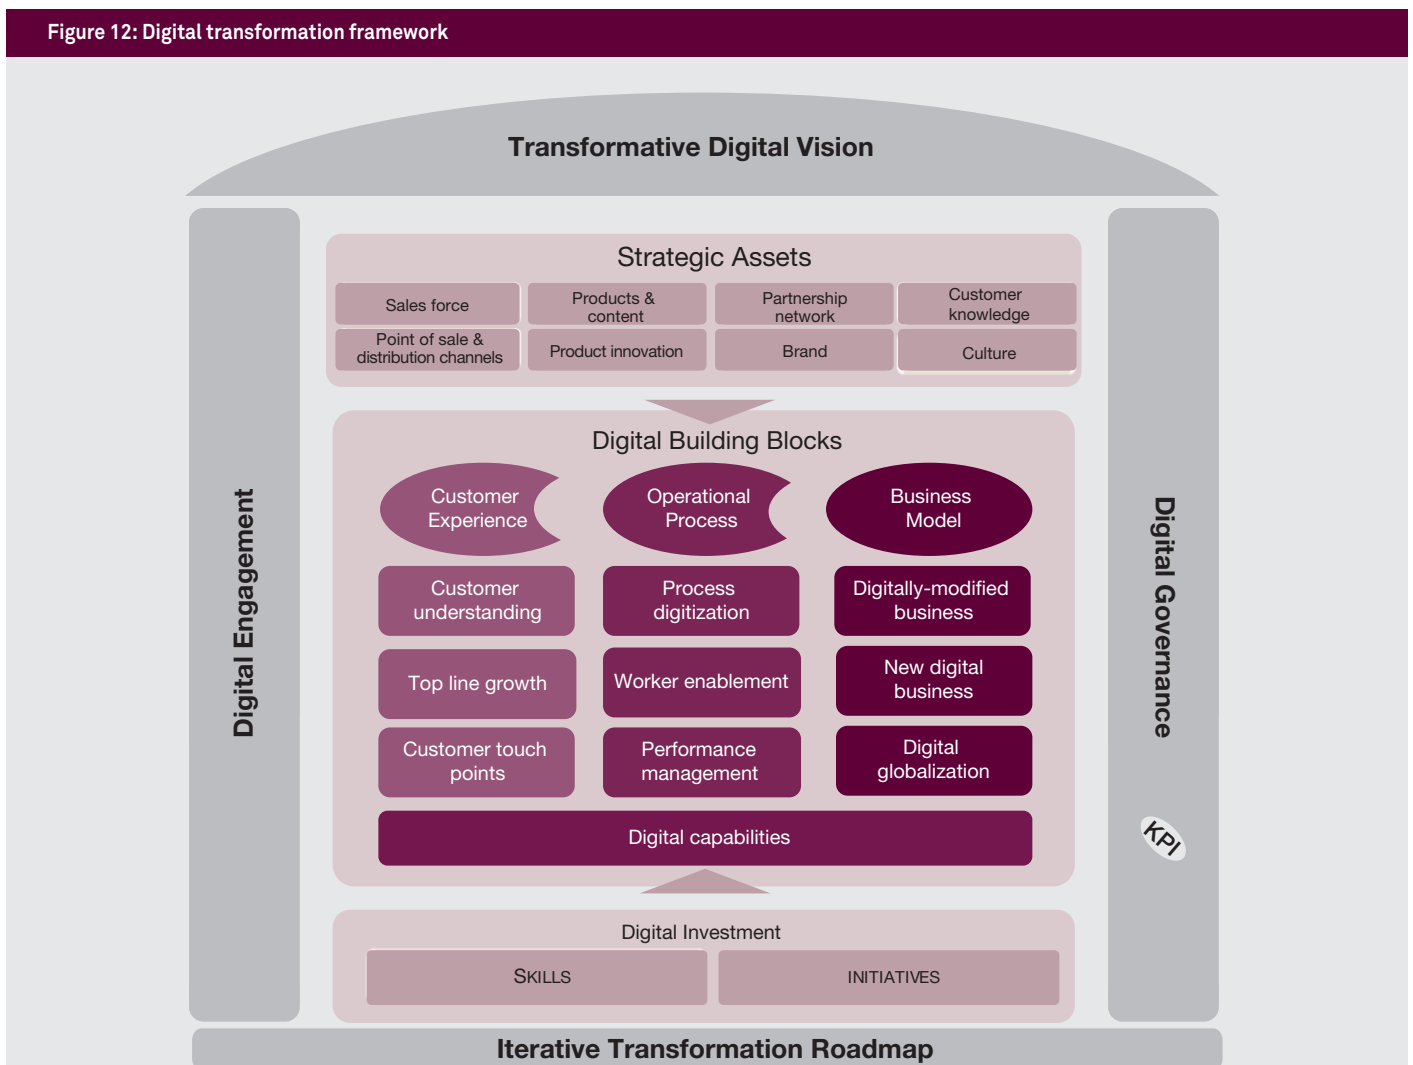 Figure 12: Digital transformation framework
Transformative Digital Vision
Digital Engagement
Strategic Assets
Sales force
Products &
content
Partnership
network
Customer
knowledge
Point of sale &
distribution channels
Product innovation
Brand
Culture
Digital Building Blocks
Customer
Experience
Operational
Process
Business
Model
Customer
understanding
Process
digitization
Digitally-modified
business
Top line growth
Worker enablement
New digital
business
Customer touch
points
Performance
management
Digital
globalization
Digital capabilities
Digital Investment
SKILLS
INITIATIVES
Digital Governance
KPI
Iterative Transformation Roadmap